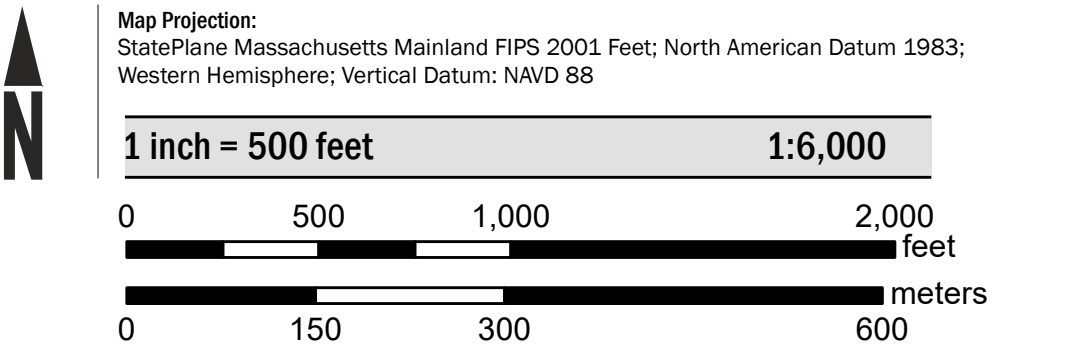 N
Map Projection:
StatePlane Massachusetts Mainland FIPS 2001 Feet; North American Datum 1983;
Western Hemisphere; Vertical Datum: NAVD 88
1 inch = 500 feet 1:6,000
0 500 1,000 2,000
feet
meters
0 150 300 600